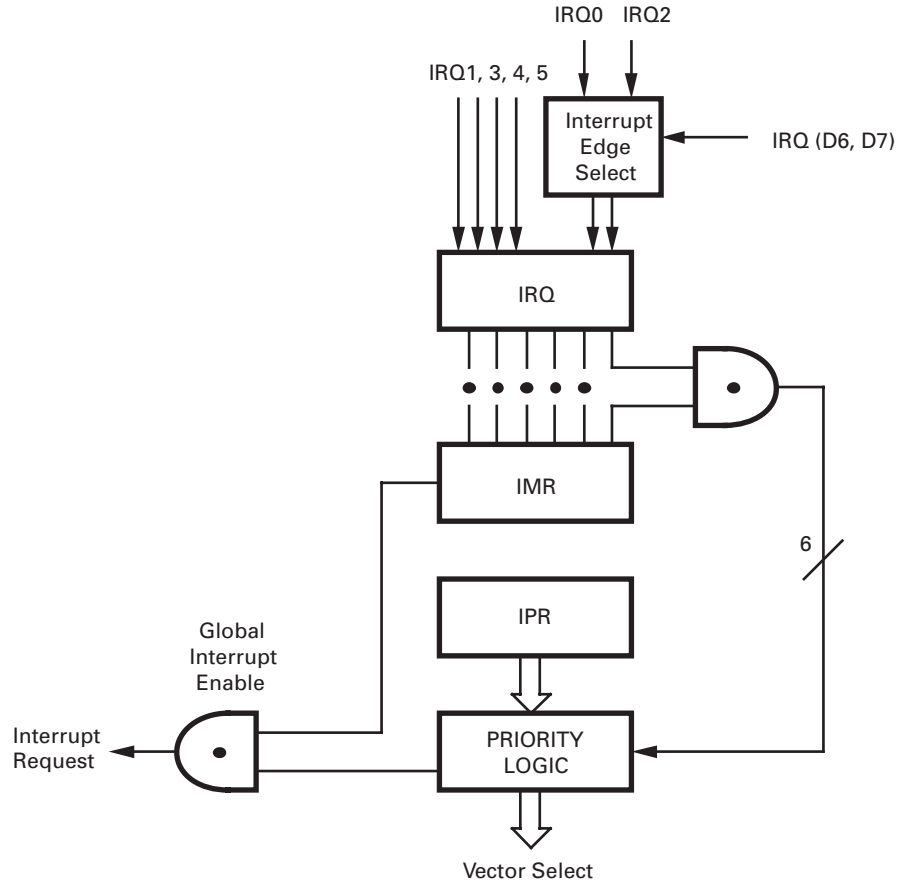 IRQ0 IRQ2
IRQ1, 3, 4, 5
Interrupt
Edge
Select
IRQ (D6, D7)
IRQ
IMR
6
IPR
Global
Interrupt
Enable
Interrupt
Request
PRIORITY
LOGIC
Vector Select